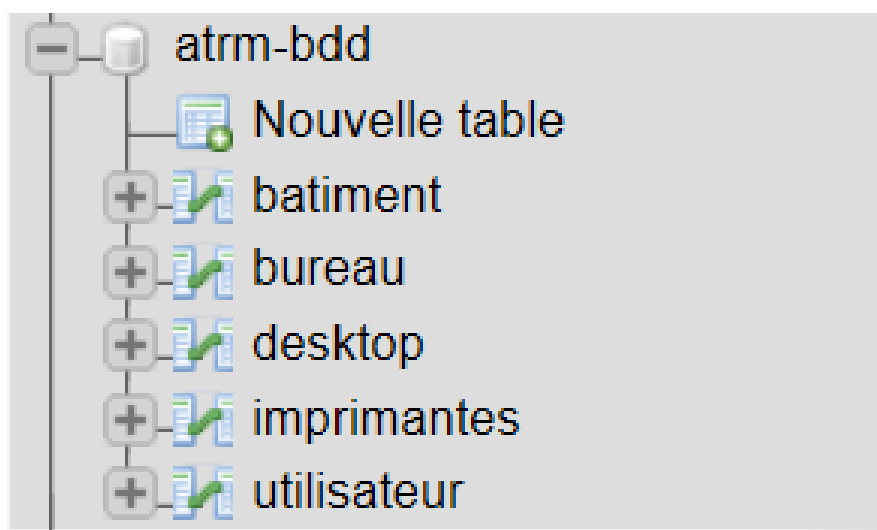 atrm-bdd
Nouvelle table
batiment
bureau
desktop
imprimantes
utilisateur